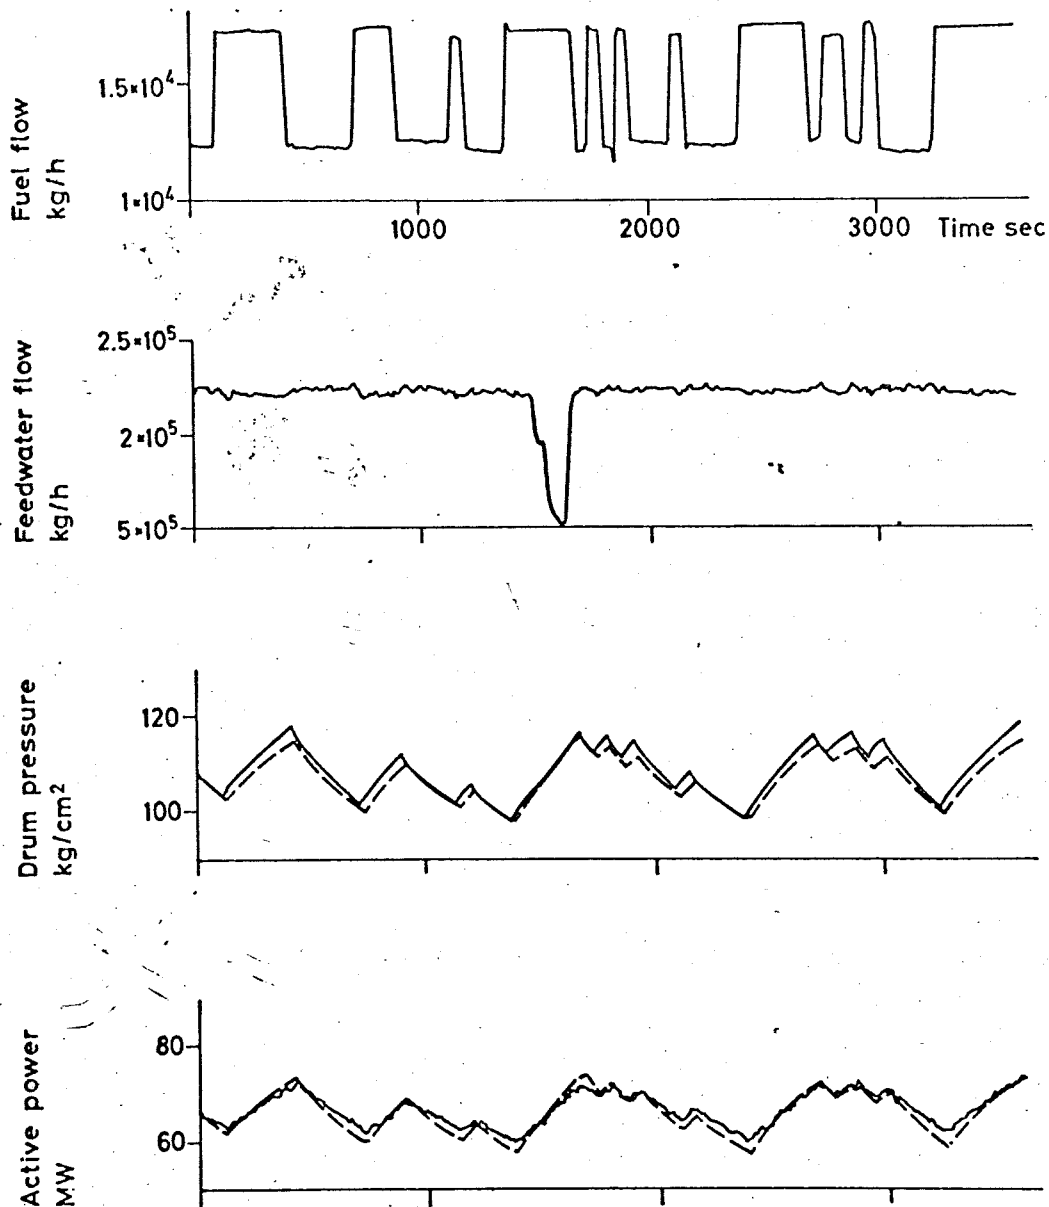 Fuel flow
kg/h
1.5×10⁴
1×10⁴
1000
2000
3000
Time sec
Feedwater flow
kg/h
2.5×10⁵
2×10⁵
5×10⁵
Drum pressure
kg/cm²
120
100
Active power
MW
80
60